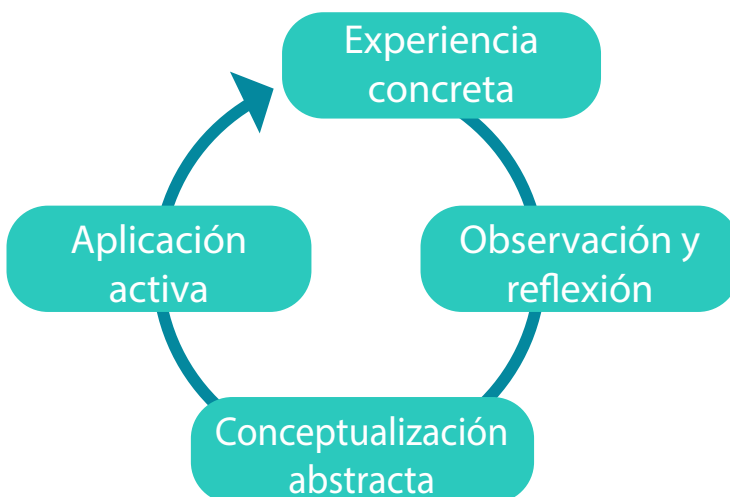 Experiencia
concreta
Observación y
reflexión
Conceptualización
abstracta
Aplicación
activa